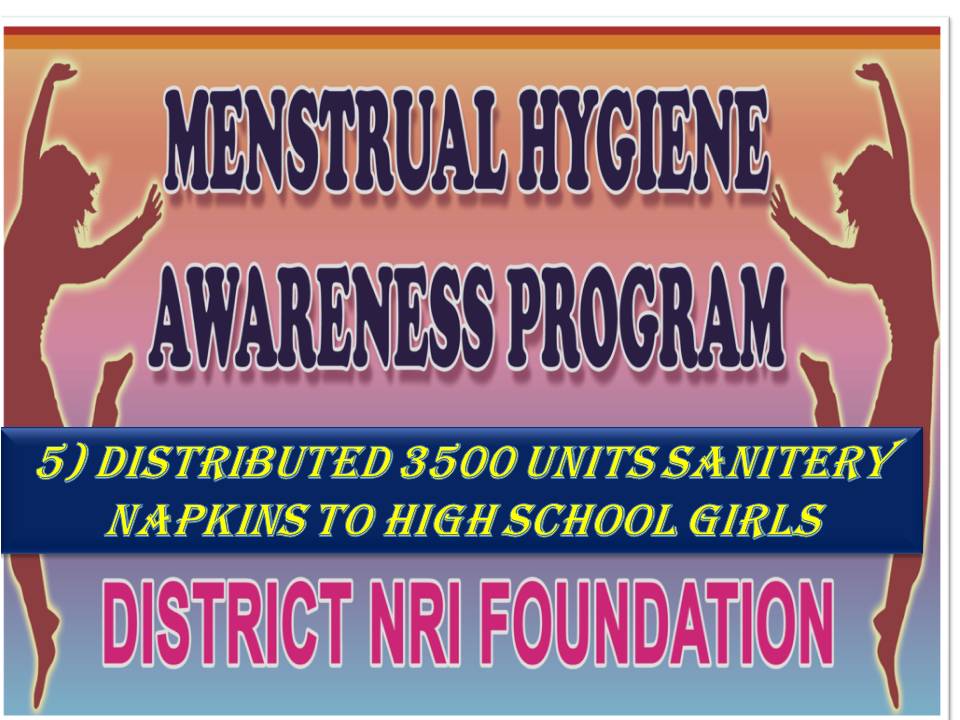 MENSTRUAL HYGIENE
AWARENESS PROGRAM
5) DISTRIBUTED 3500 UNITS SANITERY
NAPKINS TO HIGH SCHOOL GIRLS
DISTRICT NRI FOUNDATION